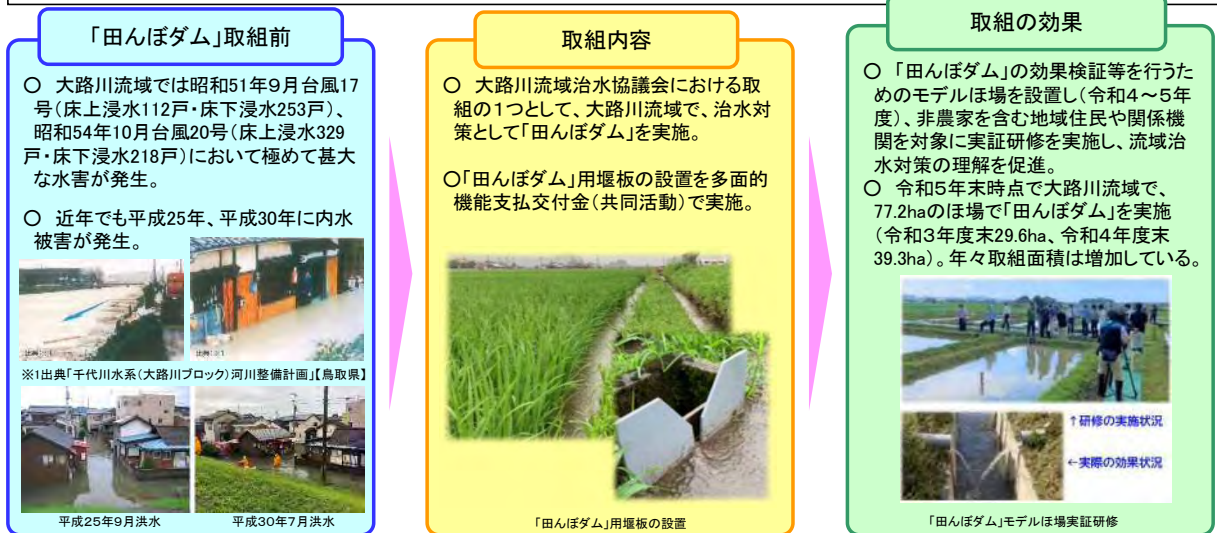 「田んぼダム」取組前
○ 大路川流域では昭和51年9月台風17
号(床上浸水112戸・床下浸水253戸)、
昭和54年10月台風20号(床上浸水329
戸・床下浸水218戸)において極めて甚大
な水害が発生。
○ 近年でも平成25年、平成30年に内水
被害が発生。
出典:※1
出典:※1
※1出典「千代川水系(大路川ブロック)河川整備計画」【鳥取県】
平成25年9月洪水
平成30年7月洪水
取組内容
○ 大路川流域治水協議会における取
組の1つとして、大路川流域で、治水対
策として「田んぼダム」を実施。
○「田んぼダム」用堰板の設置を多面的
機能支払交付金(共同活動)で実施。
「田んぼダム」用堰板の設置
取組の効果
○ 「田んぼダム」の効果検証等を行うた
めのモデルほ場を設置し(令和4~5年
度)、非農家を含む地域住民や関係機
関を対象に実証研修を実施し、流域治
水対策の理解を促進。
○ 令和5年末時点で大路川流域で、
77.2haのほ場で「田んぼダム」を実施
(令和3年度末29.6ha、令和4年度末
39.3ha)。年々取組面積は増加している。
↑研修の実施状況
←実際の効果状況
「田んぼダム」モデルほ場実証研修